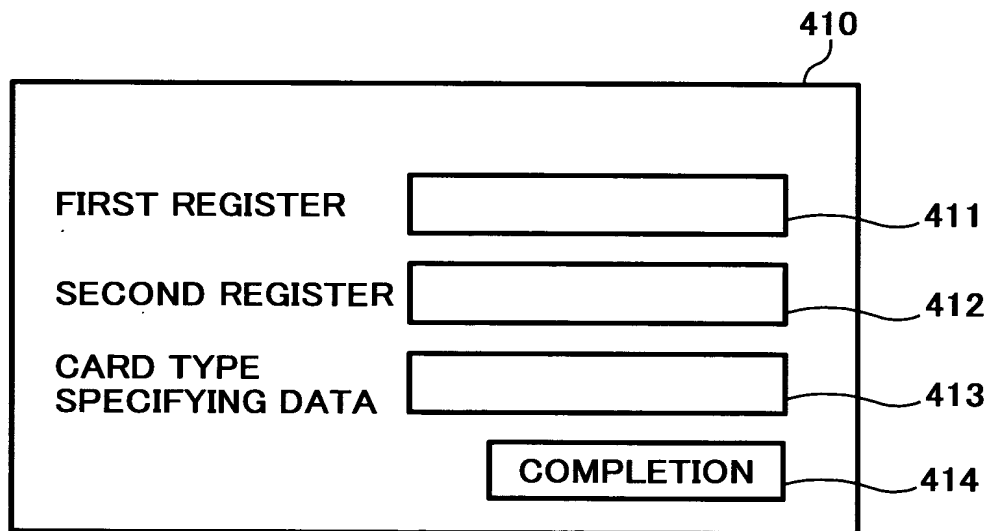 410
FIRST REGISTER
411
SECOND REGISTER
412
CARD TYPE
SPECIFYING DATA
413
COMPLETION
414